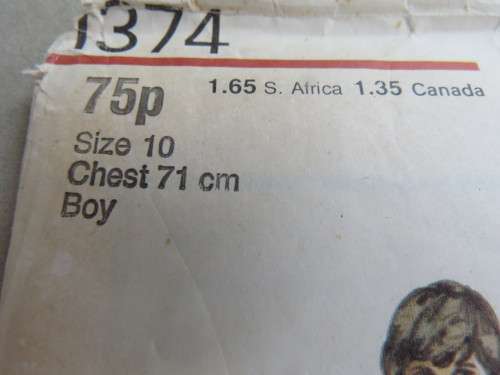 1374
75p 1.65 S. Africa 1.35 Canada
Size 10
Chest 71 cm
Boy